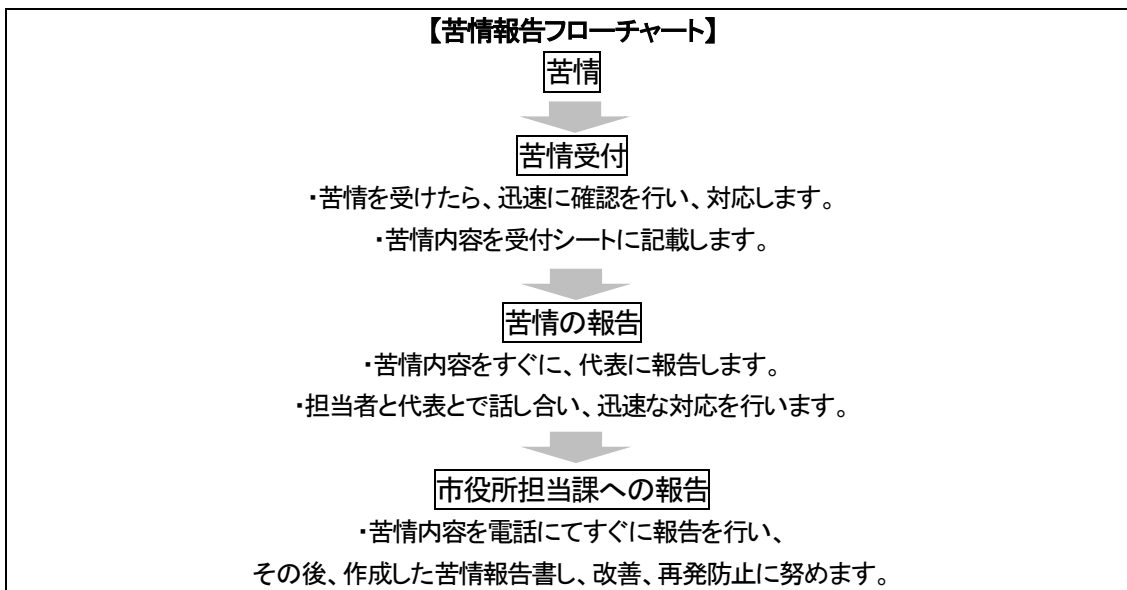 【苦情報告フローチャート】
苦情
苦情受付
・苦情を受けたら、迅速に確認を行い、対応します。
・苦情内容を受付シートに記載します。
苦情の報告
・苦情内容をすぐに、代表に報告します。
・担当者と代表とで話し合い、迅速な対応を行います。
市役所担当課への報告
・苦情内容を電話にてすぐに報告を行い、
その後、作成した苦情報告書し、改善、再発防止に努めます。